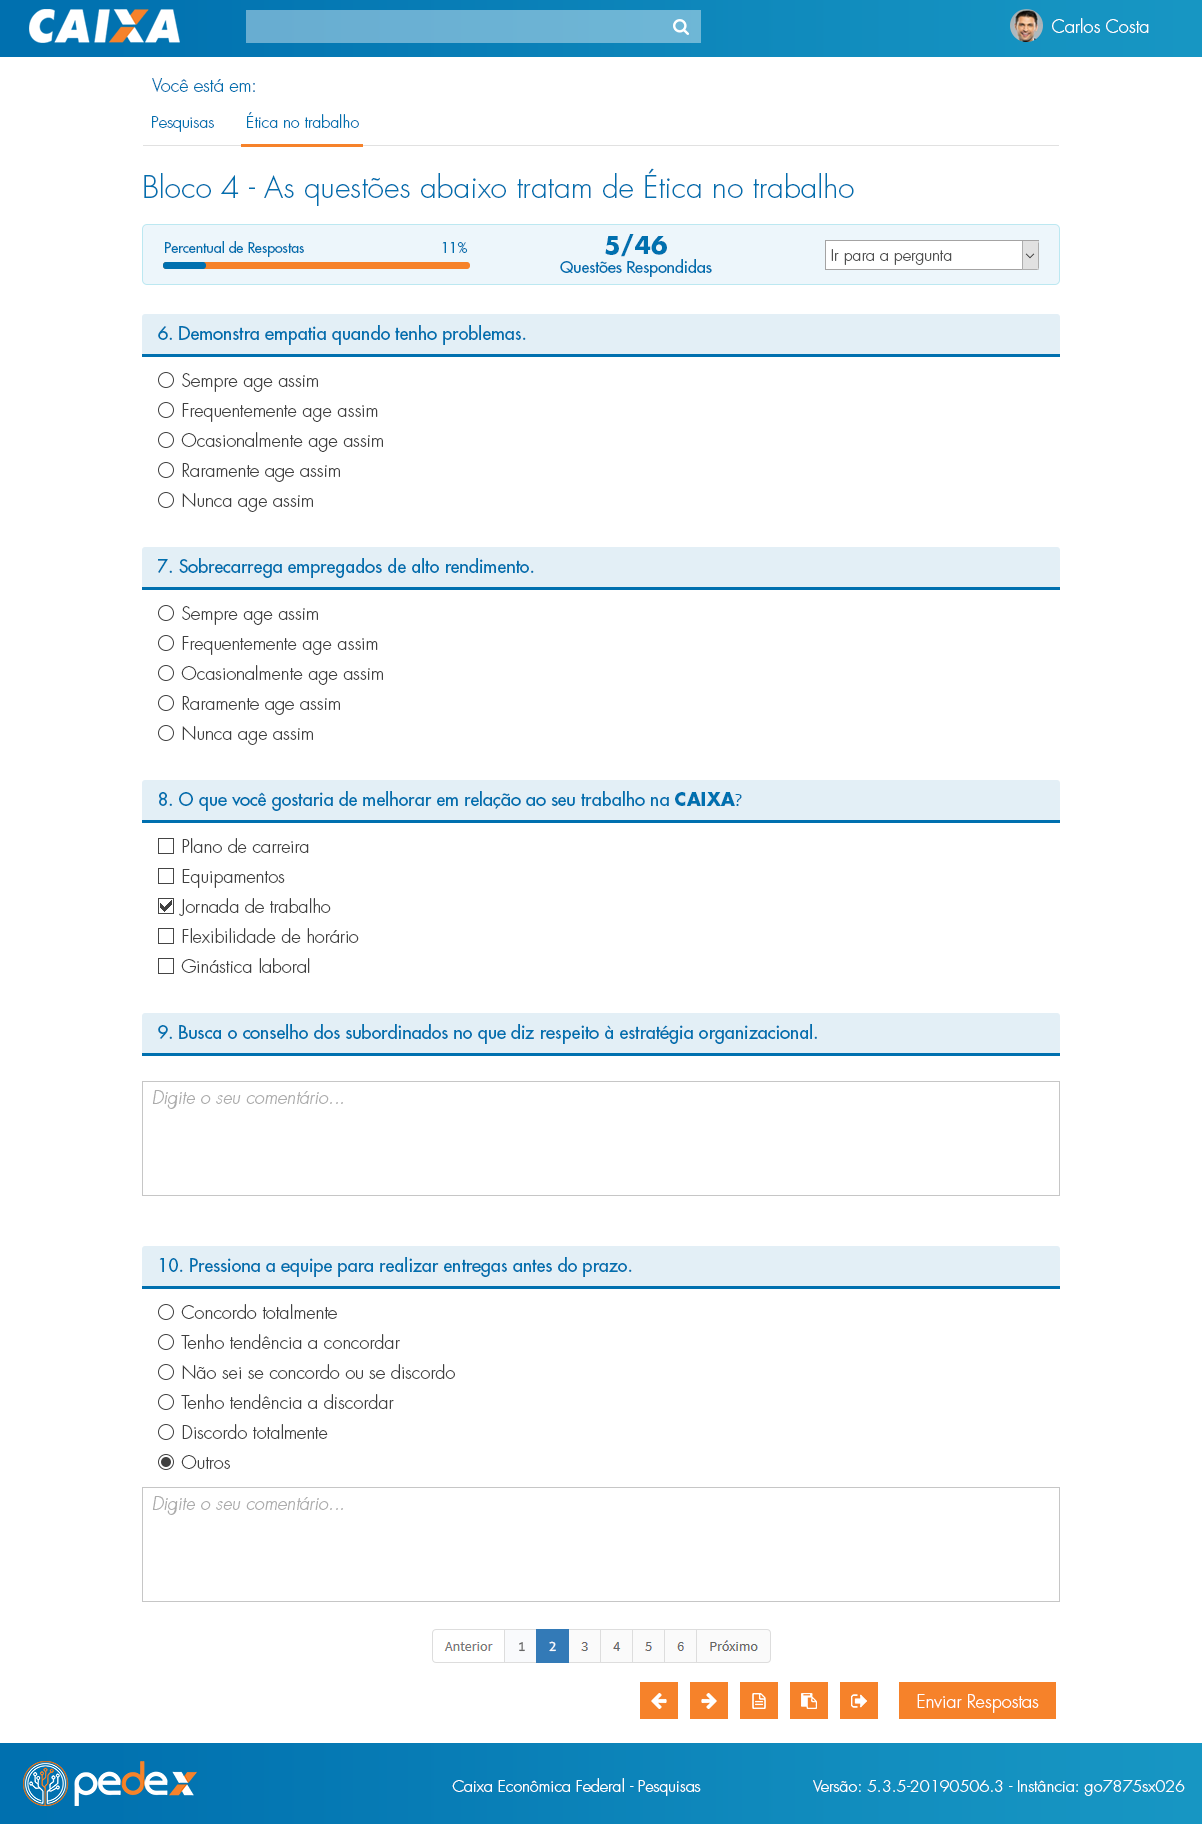 CAIXA
Carlos Costa
Você está em:
Pesquisas Ética no trabalho
Bloco 4 - As questões abaixo tratam de Ética no trabalho
Percentual de Respostas 11%
5/46
Questões Respondidas
Ir para a pergunta
6. Demonstra empatia quando tenho problemas.
Sempre age assim
Frequentemente age assim
Ocasionalmente age assim
Raramente age assim
Nunca age assim
7. Sobrecarrega empregados de alto rendimento.
Sempre age assim
Frequentemente age assim
Ocasionalmente age assim
Raramente age assim
Nunca age assim
8. O que você gostaria de melhorar em relação ao seu trabalho na CAIXA?
Plano de carreira
Equipamentos
Jornada de trabalho
Flexibilidade de horário
Ginástica laboral
9. Busca o conselho dos subordinados no que diz respeito à estratégia organizacional.
Digite o seu comentário...
10. Pressiona a equipe para realizar entregas antes do prazo.
Concordo totalmente
Tenho tendência a concordar
Não sei se concordo ou se discordo
Tenho tendência a discordar
Discordo totalmente
Outros
Digite o seu comentário...
Anterior 1 2 3 4 5 6 Próximo
Enviar Respostas
pedex
Caixa Econômica Federal - Pesquisas
Versão: 5.3.5-20190506.3 - Instância: go7875sx026